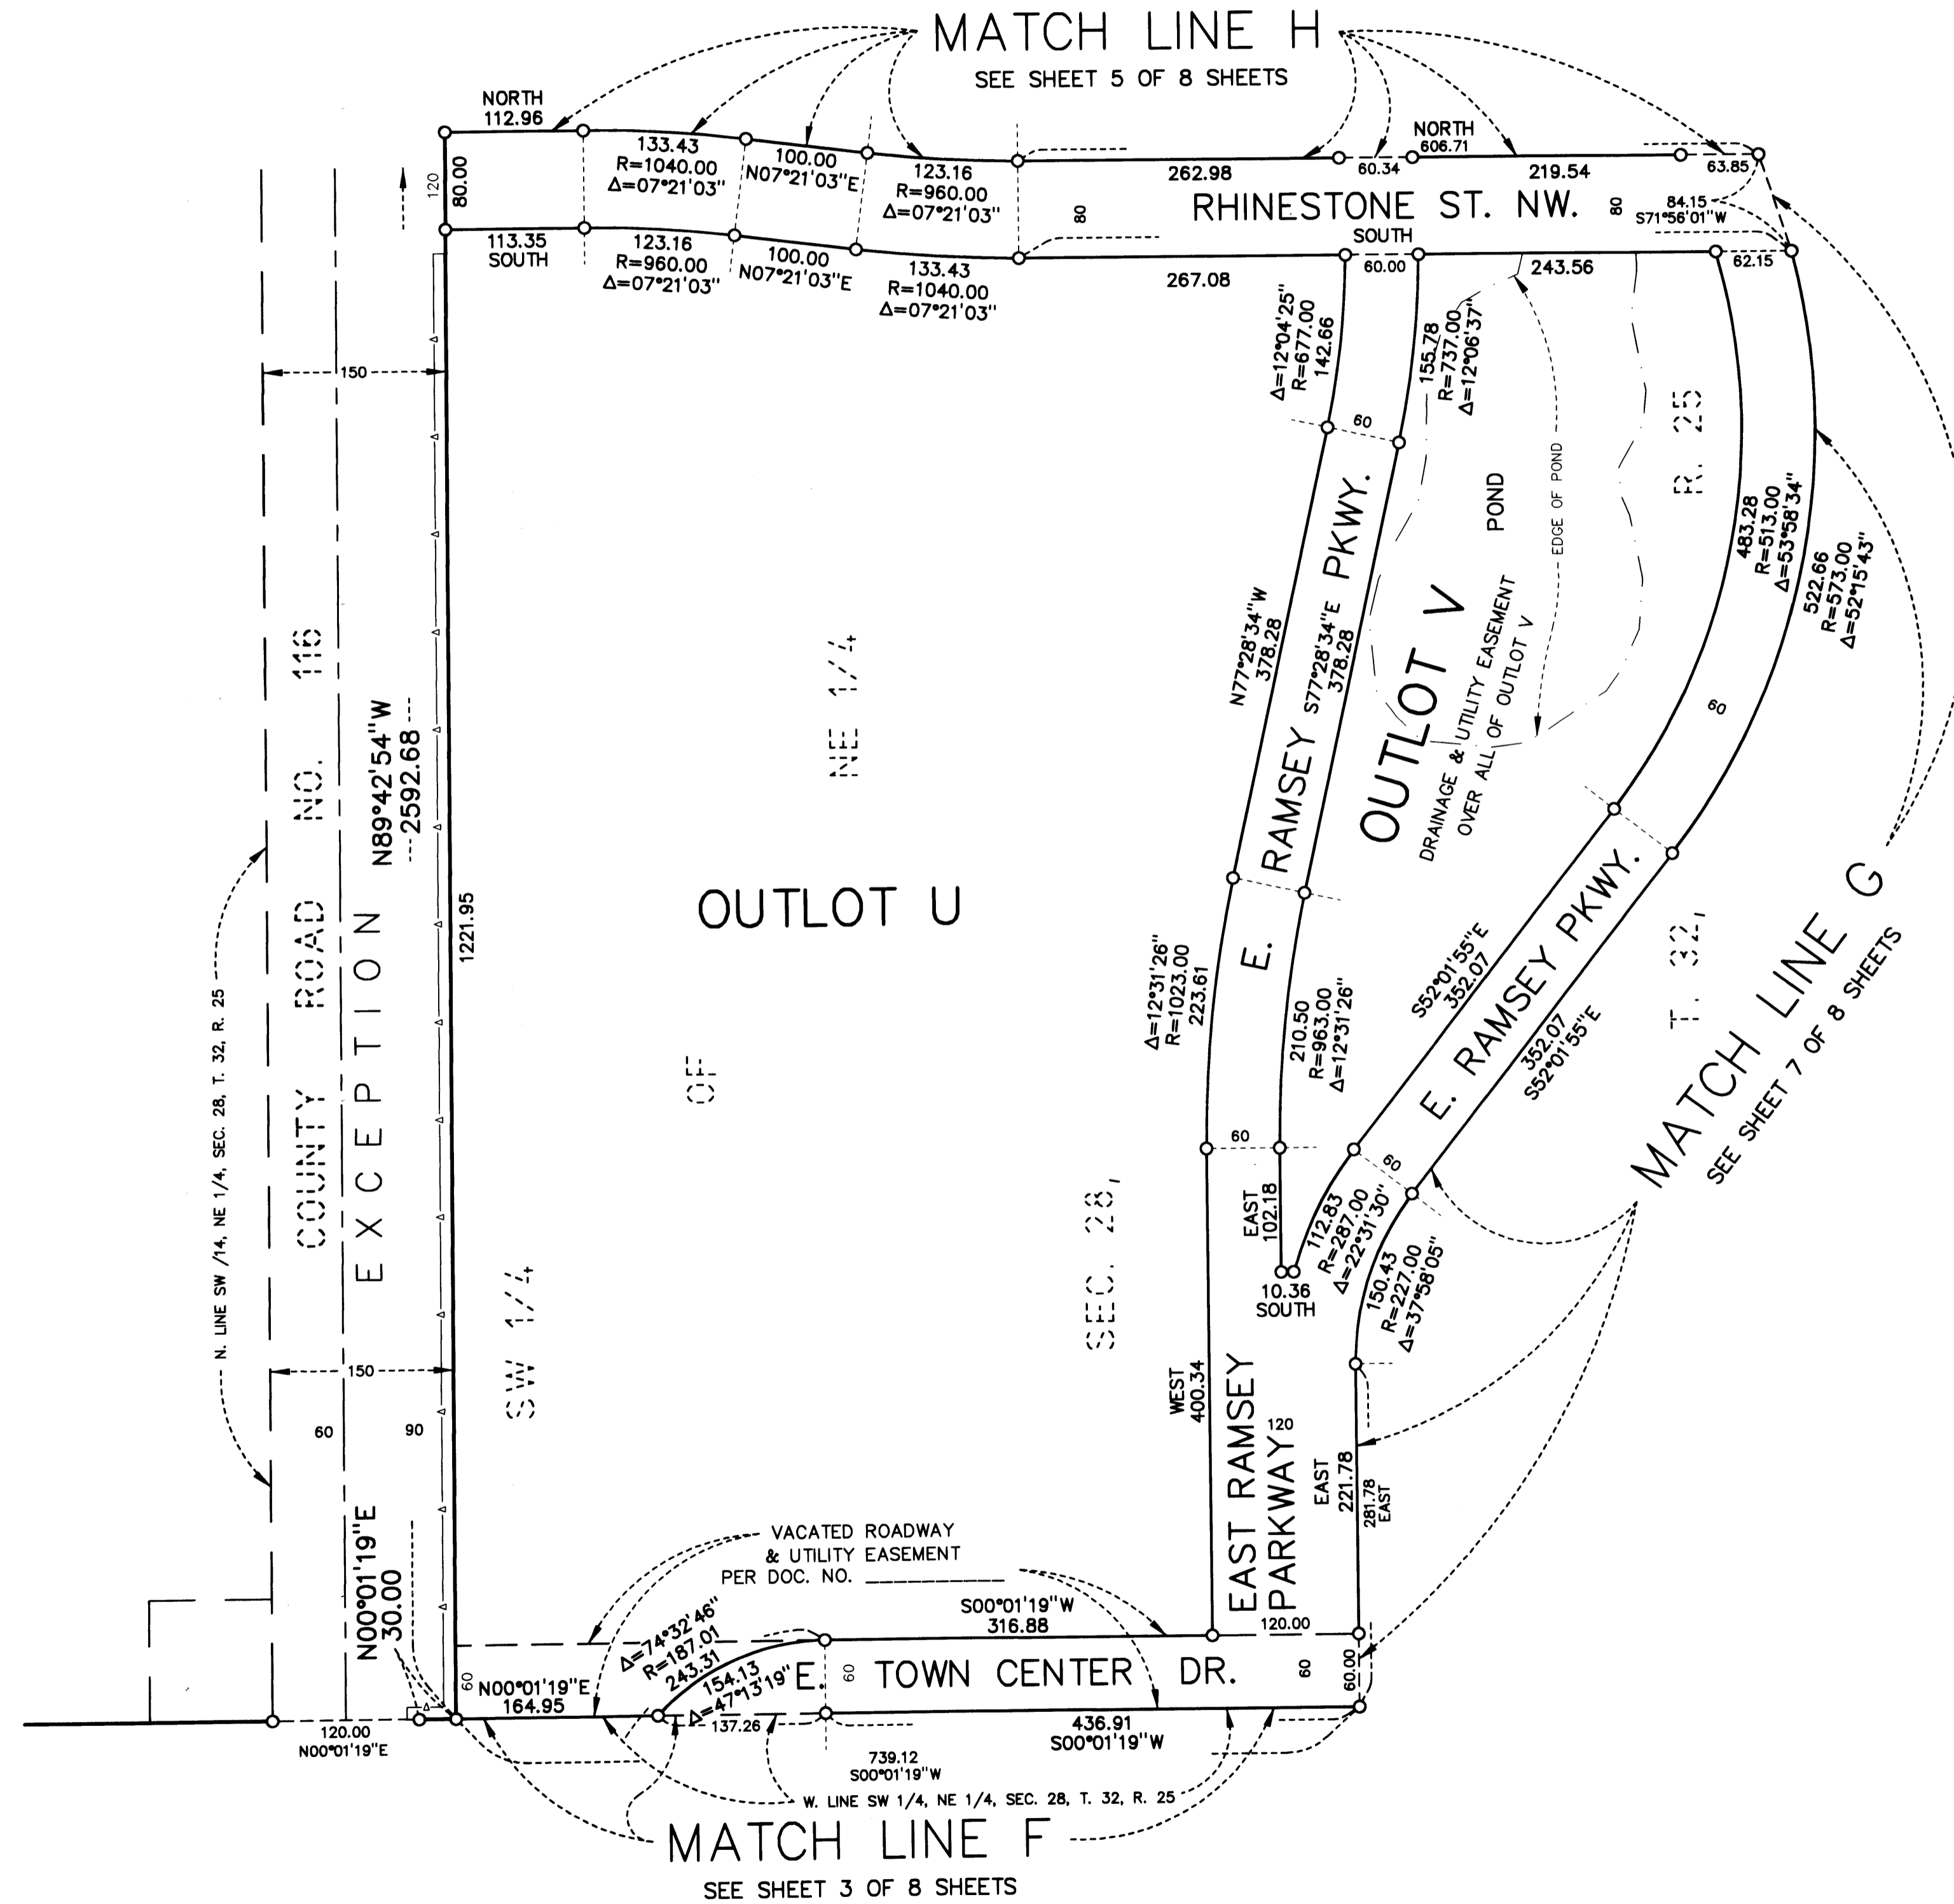 MATCH LINE H
SEE SHEET 5 OF 8 SHEETS
NORTH
112.96
133.43
R=1040.00
Δ=07°21'03"
100.00
N07°21'03"E
123.16
R=960.00
Δ=07°21'03"
262.98
60.34
NORTH
606.71
219.54
63.85
120
80.00
80
RHINESTONE ST. NW.
80
84.15
S71°56'01"W
SOUTH
113.35
SOUTH
123.16
R=960.00
Δ=07°21'03"
100.00
N07°21'03"E
133.43
R=1040.00
Δ=07°21'03"
267.08
60.00
243.56
62.15
150
Δ=12°04'25"
R=677.00
142.66
155.78
R=737.00
Δ=12°06'37"
60
R. 25
POND
EDGE OF POND
483.28
R=513.00
Δ=53°58'34"
522.66
R=573.00
Δ=52°15'43"
60
N77°28'34"W
378.28
E. RAMSEY PKWY.
S77°28'34"E
378.28
OUTLOT V
DRAINAGE & UTILITY EASEMENT
OVER ALL OF OUTLOT V
COUNTY ROAD NO. 116
EXCEPTION
N89°42'54"W
---2592.68---
1221.95
NE 1/4
OUTLOT U
OF
SW 1/4
SEC. 28,
T. 32,
N. LINE SW /14, NE 1/4, SEC. 28, T. 32, R. 25
Δ=12°31'26"
R=1023.00
223.61
210.50
R=963.00
Δ=12°31'26"
S52°01'55"E
352.07
E. RAMSEY PKWY.
352.07
S52°01'55"E
MATCH LINE G
SEE SHEET 7 OF 8 SHEETS
60
60
EAST
102.18
112.83
R=287.00
Δ=22°31'30"
10.36
SOUTH
150.43
R=227.00
Δ=37°58'05"
150
60
90
WEST
400.34
EAST RAMSEY
PARKWAY
120
EAST
221.78
281.78
EAST
N00°01'19"E
30.00
VACATED ROADWAY
& UTILITY EASEMENT
PER DOC. NO. ____________
S00°01'19"W
316.88
120.00
60
Δ=74°32'46"
R=187.01
243.31
154.13
Δ=47°13'19"
60
E. TOWN CENTER DR.
60
60.00
N00°01'19"E
164.95
120.00
N00°01'19"E
137.26
436.91
S00°01'19"W
739.12
S00°01'19"W
W. LINE SW 1/4, NE 1/4, SEC. 28, T. 32, R. 25
MATCH LINE F
SEE SHEET 3 OF 8 SHEETS